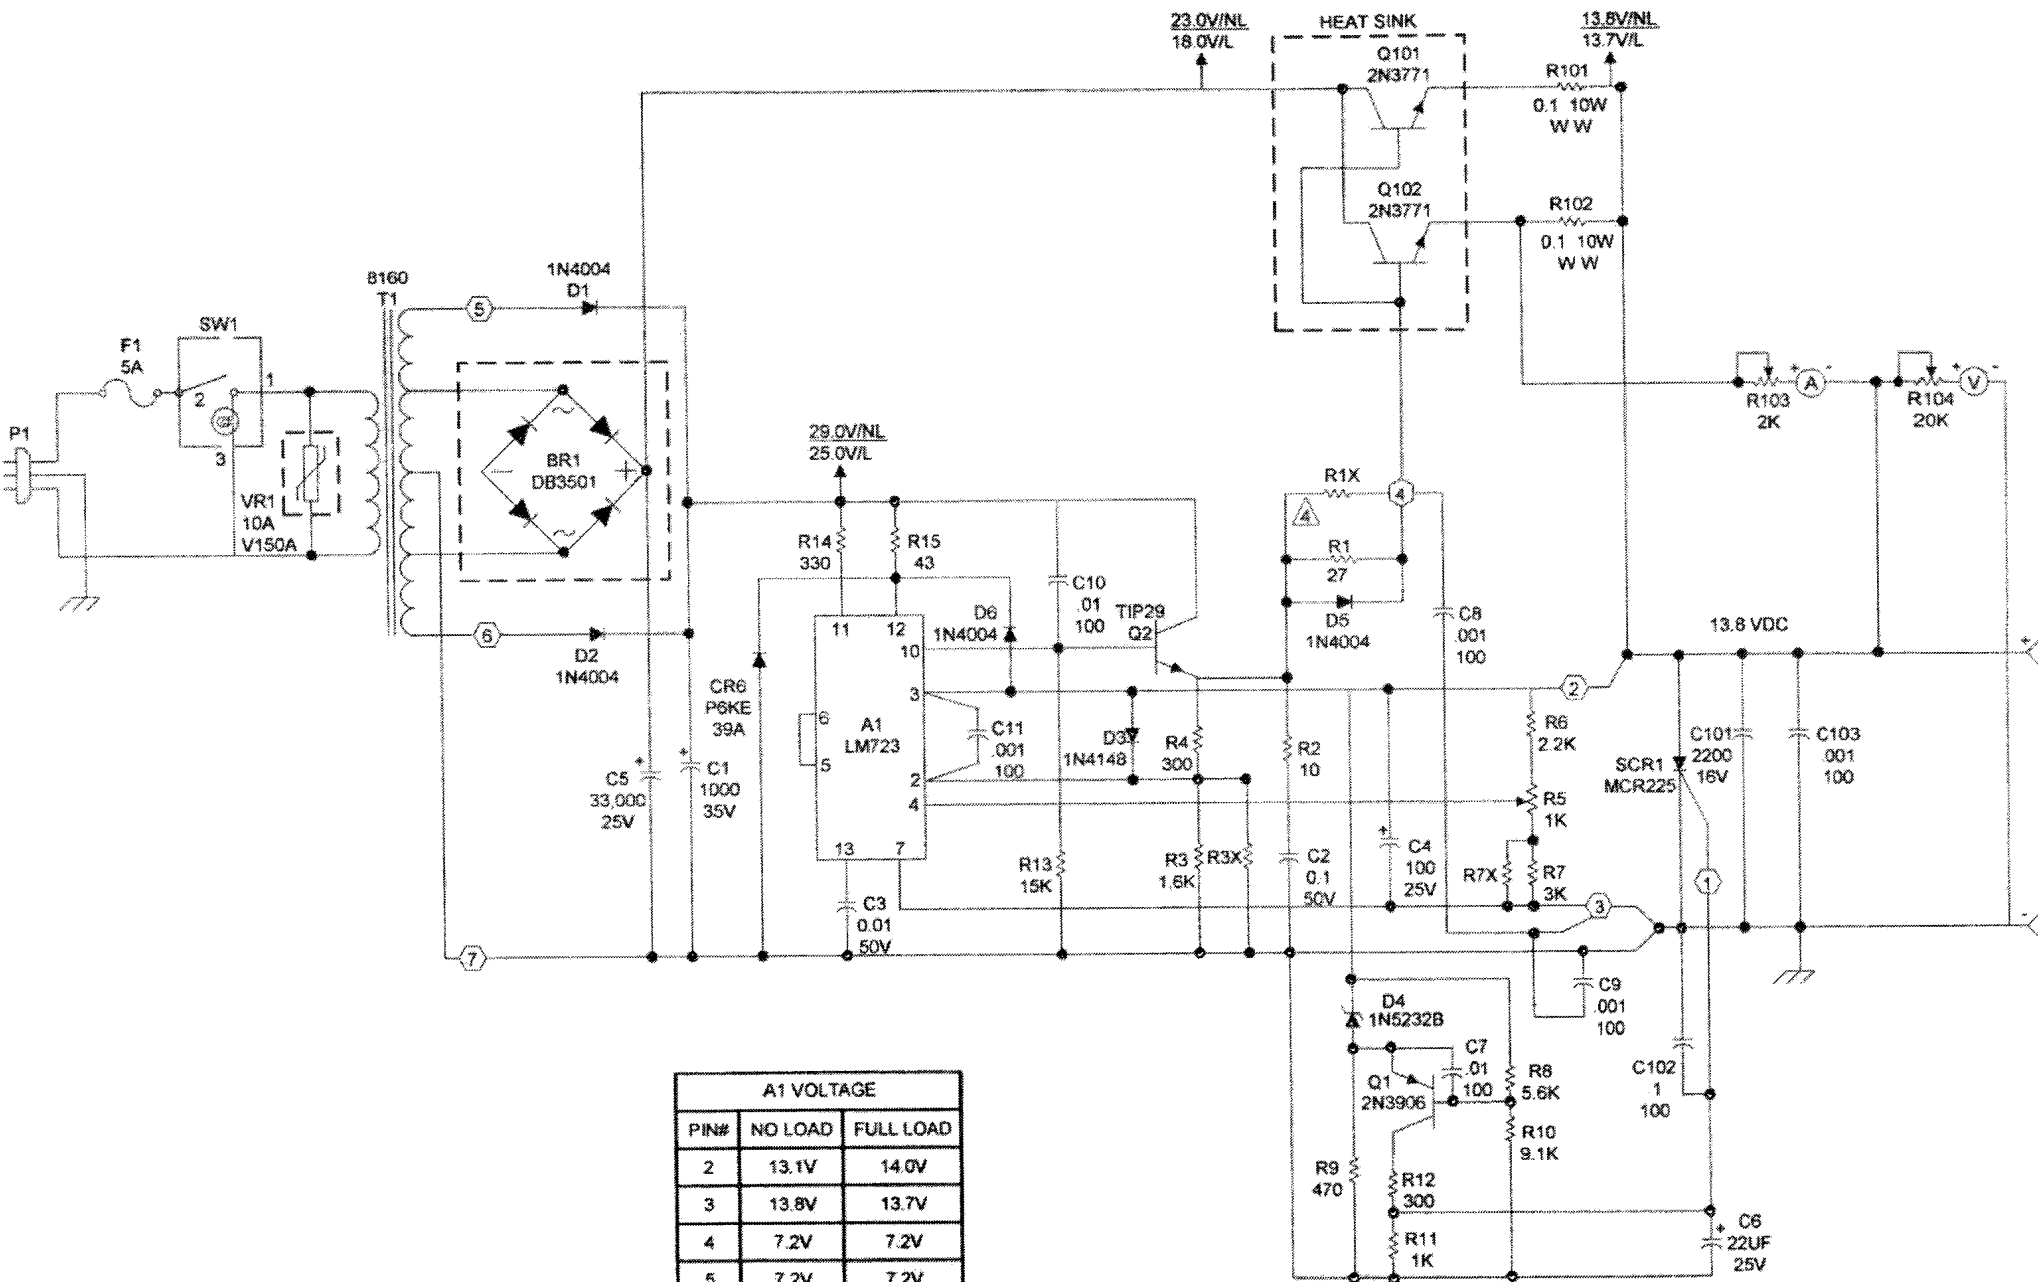 23.0V/NL
18.0V/L
HEAT SINK
13.8V/NL
13.7V/L
Q101
2N3771
R101
0.1 10W
W W
Q102
2N3771
R102
0.1 10W
W W
8160
T1
1N4004
D1
5
SW1
F1
5A
1
2
3
P1
VR1
10A
V150A
BR1
DB3501
~
~
−
+
6
D2
1N4004
29.0V/NL
25.0V/L
R14
330
R15
43
C10
.01
100
TIP29
Q2
D6
1N4004
11
12
10
3
6
5
2
4
13
7
A1
LM723
CR6
P6KE
39A
C11
.001
100
D3
1N4148
R4
300
+
C5
33,000
25V
+
C1
1000
35V
C3
0.01
50V
R13
15K
R3
1.6K
R3X
R2
10
C2
0.1
50V
R1X
4
4
R1
27
D5
1N4004
C8
.001
100
R103
2K
+
A
-
R104
20K
+
V
-
13.8 VDC
+
2
R6
2.2K
R5
1K
R7X
R7
3K
+
C4
100
25V
3
SCR1
MCR225
C101
2200
16V
C103
.001
100
1
-
7
C9
.001
100
D4
1N5232B
C7
.01
100
Q1
2N3906
R8
5.6K
R10
9.1K
C102
.1
100
R9
470
R12
300
R11
1K
+
C6
22UF
25V
A1 VOLTAGE
PIN# NO LOAD FULL LOAD
2 13.1V 14.0V
3 13.8V 13.7V
4 7.2V 7.2V
5 7.2V 7.2V